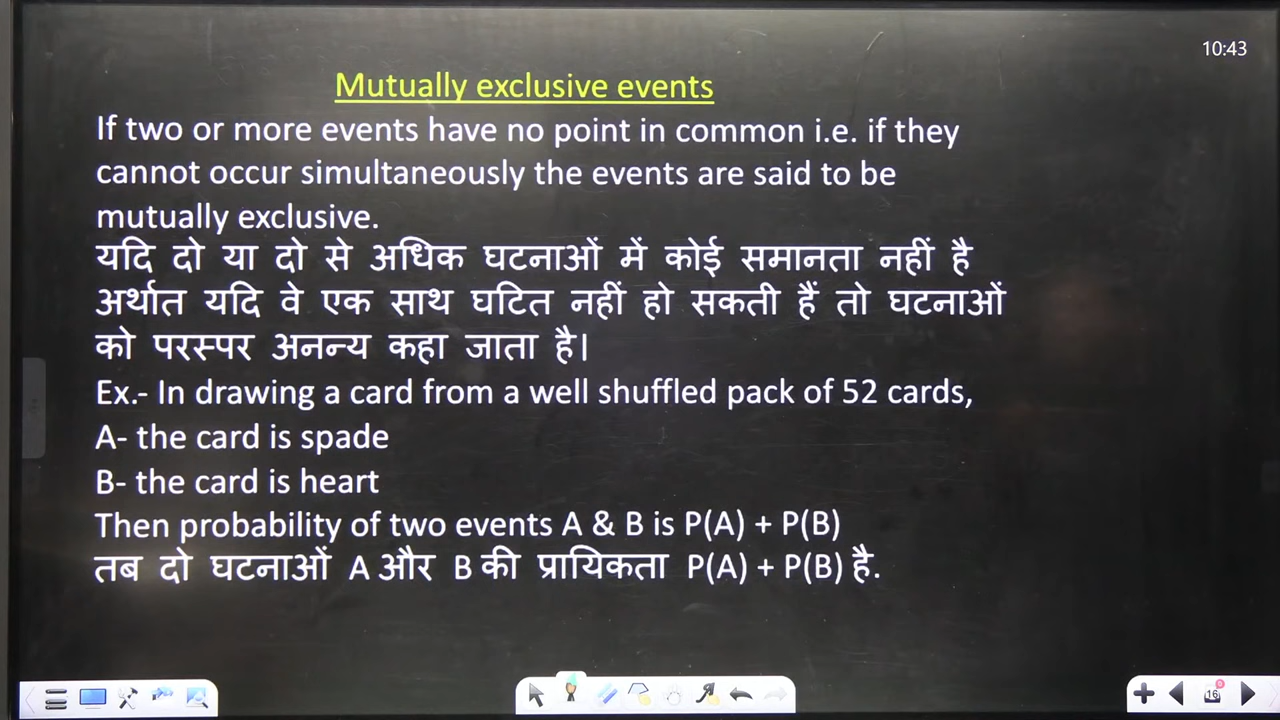 10:43
Mutually exclusive events
If two or more events have no point in common i.e. if they
cannot occur simultaneously the events are said to be
mutually exclusive.
यदि दो या दो से अधिक घटनाओं में कोई समानता नहीं है
अर्थात यदि वे एक साथ घटित नहीं हो सकती हैं तो घटनाओं
को परस्पर अनन्य कहा जाता है।
Ex.- In drawing a card from a well shuffled pack of 52 cards,
A- the card is spade
B- the card is heart
Then probability of two events A & B is P(A) + P(B)
तब दो घटनाओं A और B की प्रायिकता P(A) + P(B) है.
16